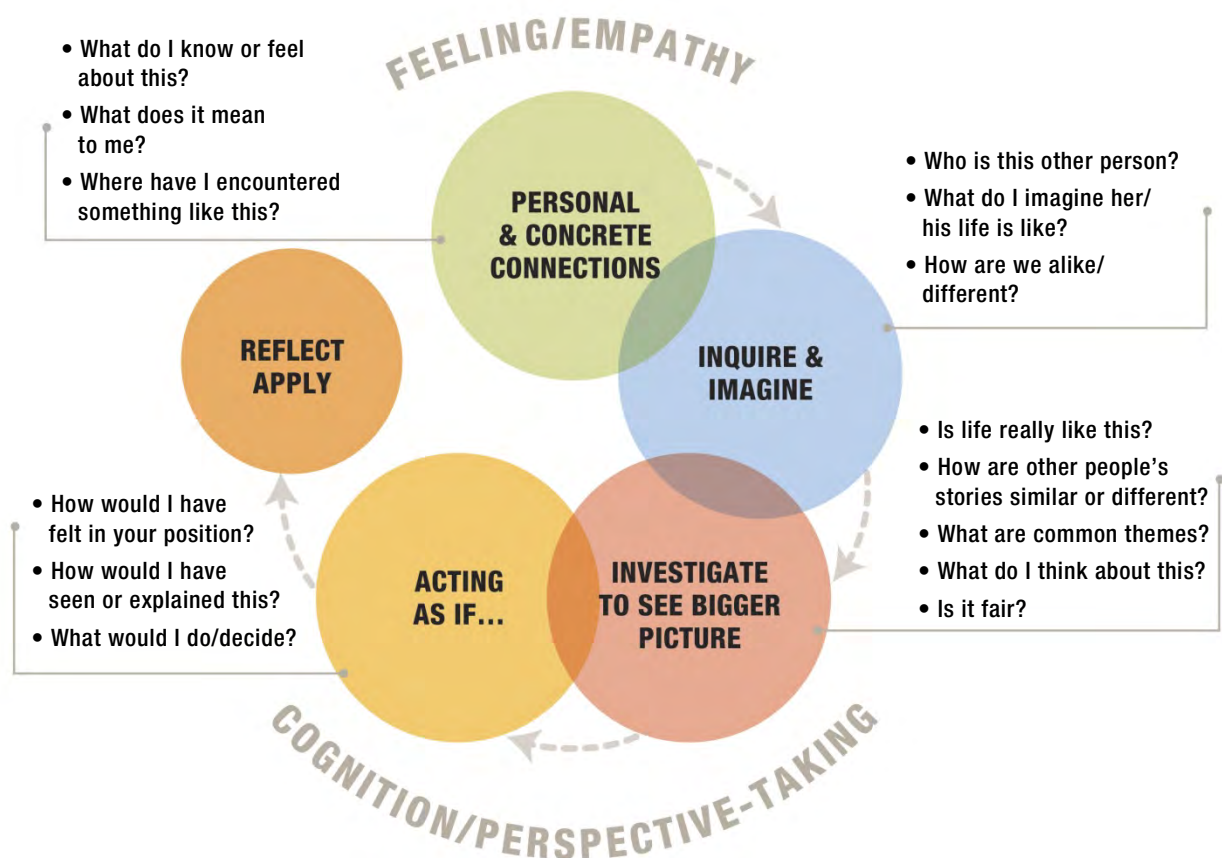 FEELING/EMPATHY
• What do I know or feel
about this?
• What does it mean
to me?
• Where have I encountered
something like this?
PERSONAL
& CONCRETE
CONNECTIONS
• Who is this other person?
• What do I imagine her/
his life is like?
• How are we alike/
different?
INQUIRE &
IMAGINE
REFLECT
APPLY
• Is life really like this?
• How are other people’s
stories similar or different?
• What are common themes?
• What do I think about this?
• Is it fair?
INVESTIGATE
TO SEE BIGGER
PICTURE
• How would I have
felt in your position?
• How would I have
seen or explained this?
• What would I do/decide?
ACTING
AS IF...
COGNITION/PERSPECTIVE-TAKING